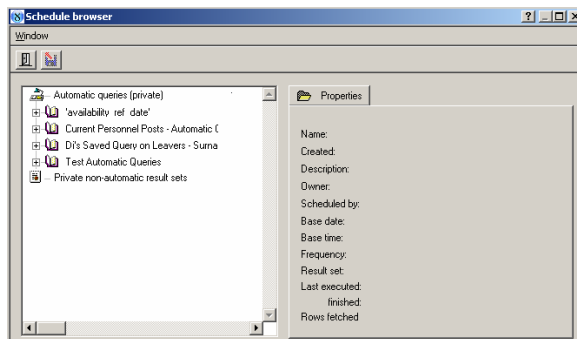 Schedule browser
Window
Automatic queries (private)
'availability ref date'
Current Personnel Posts - Automatic (
Di's Saved Query on Leavers - Surna
Test Automatic Queries
Private non-automatic result sets
Properties
Name:
Created:
Description:
Owner:
Scheduled by:
Base date:
Base time:
Frequency:
Result set:
Last executed:
finished:
Rows fetched